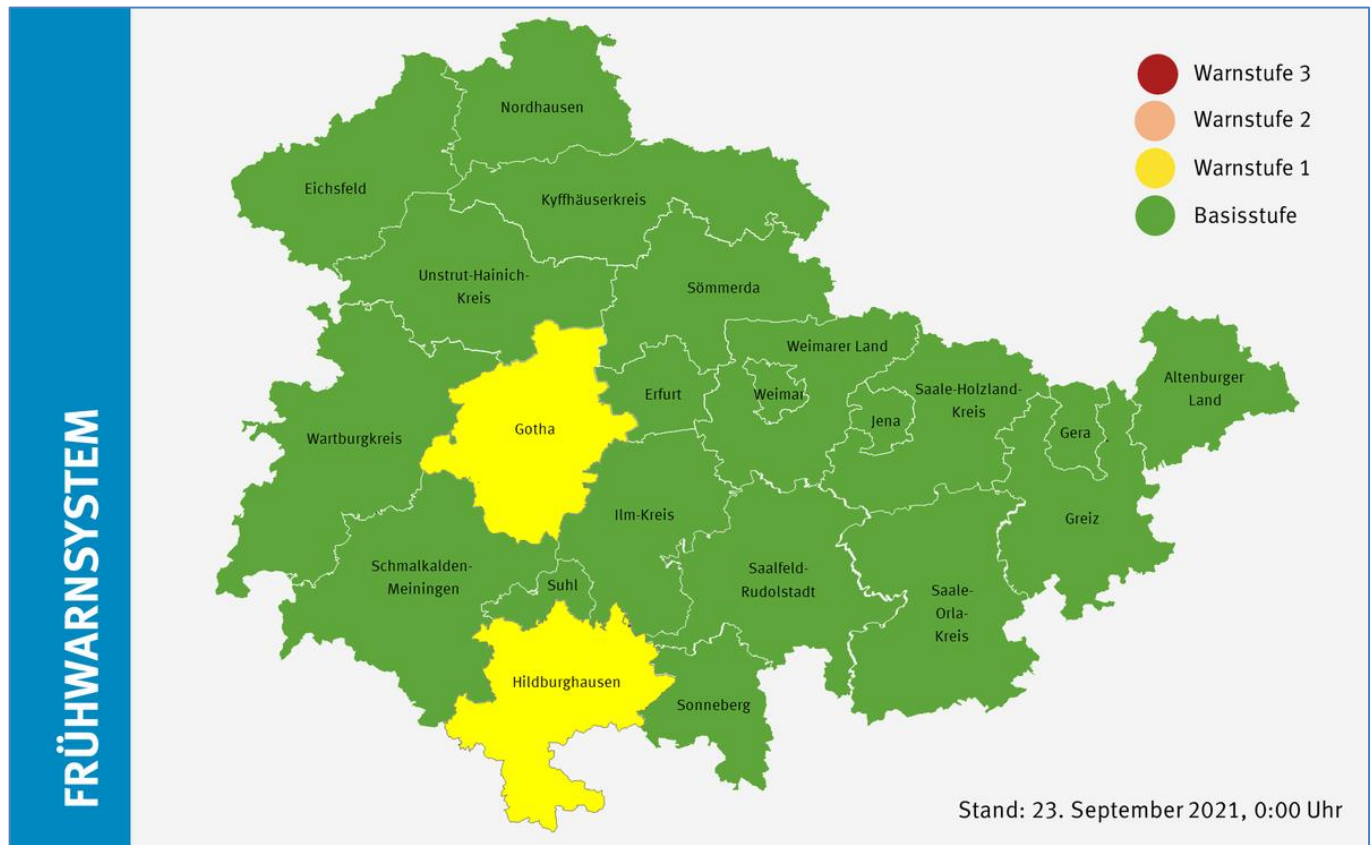 FRÜHWARNSYSTEM
Warnstufe 3
Warnstufe 2
Warnstufe 1
Basisstufe
Nordhausen
Eichsfeld
Kyffhäuserkreis
Unstrut-Hainich-
Kreis
Sömmerda
Weimarer Land
Altenburger
Land
Erfurt
Weimar
Saale-Holzland-
Kreis
Jena
Gera
Wartburgkreis
Gotha
Ilm-Kreis
Greiz
Schmalkalden-
Meiningen
Suhl
Saalfeld-
Rudolstadt
Saale-
Orla-
Kreis
Hildburghausen
Sonneberg
Stand: 23. September 2021, 0:00 Uhr